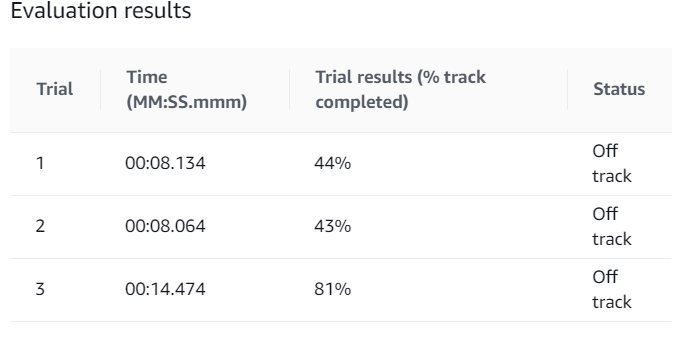 Evaluation results
Trial
Time
(MM:SS.mmm)
Trial results (% track
completed)
Status
1
00:08.134
44%
Off
track
2
00:08.064
43%
Off
track
3
00:14.474
81%
Off
track